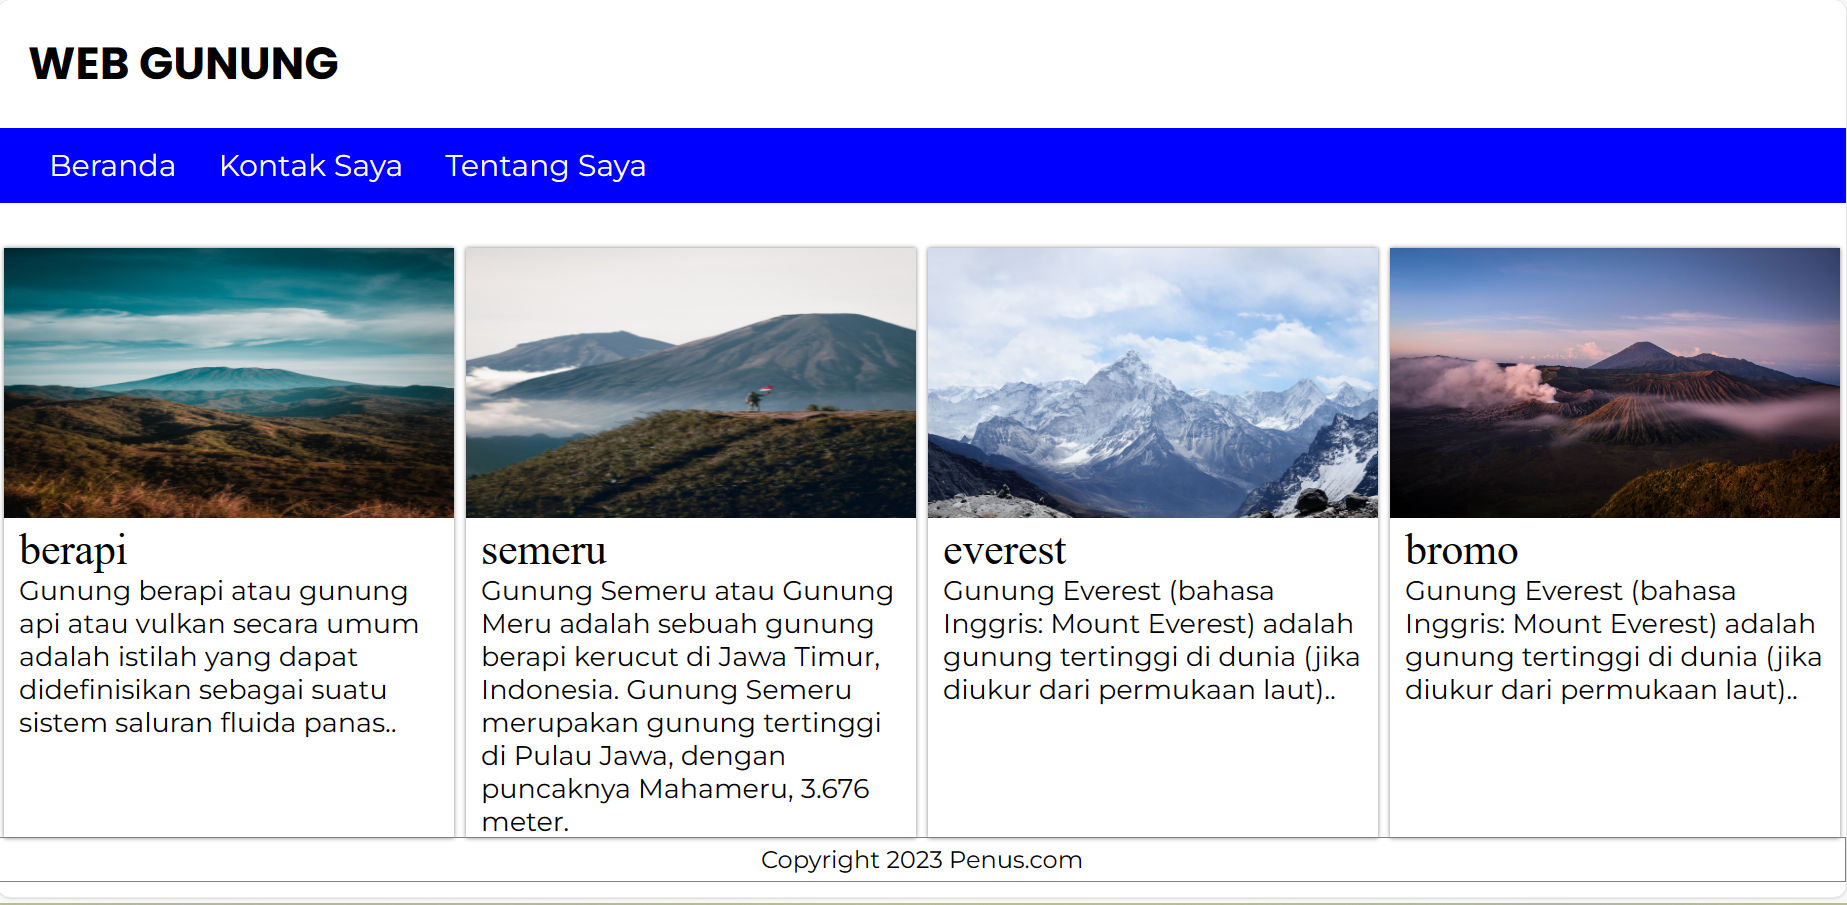 WEB GUNUNG
Beranda Kontak Saya Tentang Saya
berapi
Gunung berapi atau gunung
api atau vulkan secara umum
adalah istilah yang dapat
didefinisikan sebagai suatu
sistem saluran fluida panas..
semeru
Gunung Semeru atau Gunung
Meru adalah sebuah gunung
berapi kerucut di Jawa Timur,
Indonesia. Gunung Semeru
merupakan gunung tertinggi
di Pulau Jawa, dengan
puncaknya Mahameru, 3.676
meter.
everest
Gunung Everest (bahasa
Inggris: Mount Everest) adalah
gunung tertinggi di dunia (jika
diukur dari permukaan laut)..
bromo
Gunung Everest (bahasa
Inggris: Mount Everest) adalah
gunung tertinggi di dunia (jika
diukur dari permukaan laut)..
Copyright 2023 Penus.com